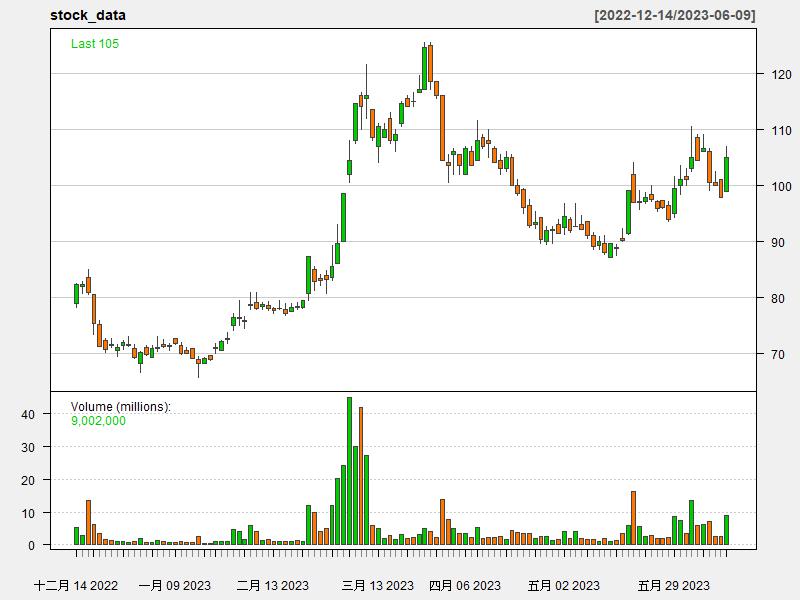 stock_data
[2022-12-14/2023-06-09]
Last 105
120
110
100
90
80
70
Volume (millions):
9,002,000
40
30
20
10
0
十二月 14 2022
一月 09 2023
二月 13 2023
三月 13 2023
四月 06 2023
五月 02 2023
五月 29 2023